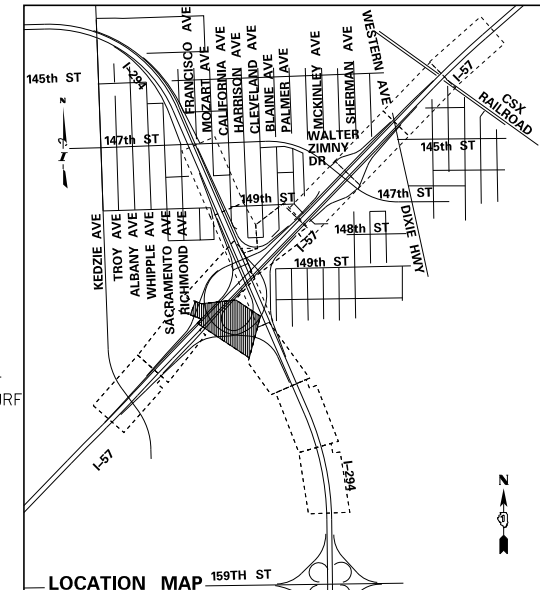 145th ST
I-294
FRANCISCO AVE
MOZART AVE
CALIFORNIA AVE
HARRISON AVE
CLEVELAND AVE
BLAINE AVE
PALMER AVE
MCKINLEY AVE
SHERMAN AVE
WESTERN AVE
I-57
CSX
RAILROAD
N
147th ST
WALTER
ZIMNY
DR
145th ST
149th ST
147th ST
I-57
148th ST
149th ST
DIXIE HWY
KEDZIE AVE
TROY AVE
ALBANY AVE
WHIPPLE AVE
SACRAMENTO AVE
RICHMOND AVE
URF
I-57
I-294
N
LOCATION MAP
159TH ST